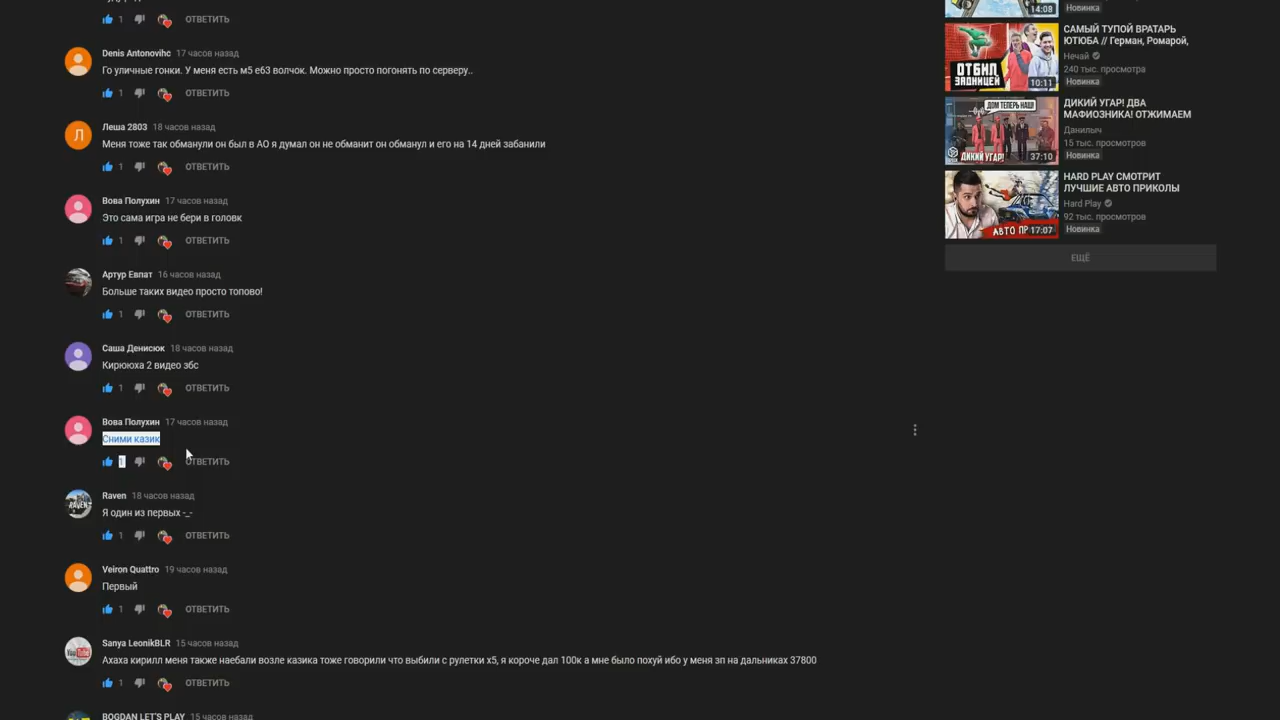 1 ОТВЕТИТЬ
Denis Antonovihc 17 часов назад
Го уличные гонки. У меня есть м5 е63 волчок. Можно просто погонять по серверу..
1 ОТВЕТИТЬ
Л
Леша 2803 18 часов назад
Меня тоже так обманули он был в АО я думал он не обманит он обманул и его на 14 дней забанили
1 ОТВЕТИТЬ
Вова Полухин 17 часов назад
Это сама игра не бери в головк
1 ОТВЕТИТЬ
Артур Евпат 16 часов назад
Больше таких видео просто топово!
1 ОТВЕТИТЬ
Саша Денисюк 18 часов назад
Кирююха 2 видео збс
1 ОТВЕТИТЬ
Вова Полухин 17 часов назад
Сними казик
1 ОТВЕТИТЬ
RAVEN
Raven 18 часов назад
Я один из первых -_-
1 ОТВЕТИТЬ
Veiron Quattro 19 часов назад
Первый
1 ОТВЕТИТЬ
You Tube
Sanya LeonikBLR 15 часов назад
Ахаха кирилл меня также наебали возле казика тоже говорили что выбили с рулетки х5, я короче дал 100к а мне было похуй ибо у меня зп на дальниках 37800
1 ОТВЕТИТЬ
BOGDAN LET'S PLAY 15 часов назад
14:08
Новинка
ОТБИЛ
ЗАДНИЦЕЙ
10:11
САМЫЙ ТУПОЙ ВРАТАРЬ
ЮТЮБА // Герман, Ромарой,
Нечай
240 тыс. просмотра
Новинка
ДОМ ТЕПЕРЬ НАШ!
ДИКИЙ УГАР!
37:10
ДИКИЙ УГАР! ДВА
МАФИОЗНИКА! ОТЖИМАЕМ
Данилыч
15 тыс. просмотров
Новинка
АВТО ПР
17:07
HARD PLAY СМОТРИТ
ЛУЧШИЕ АВТО ПРИКОЛЫ
Hard Play
92 тыс. просмотров
Новинка
ЕЩЁ